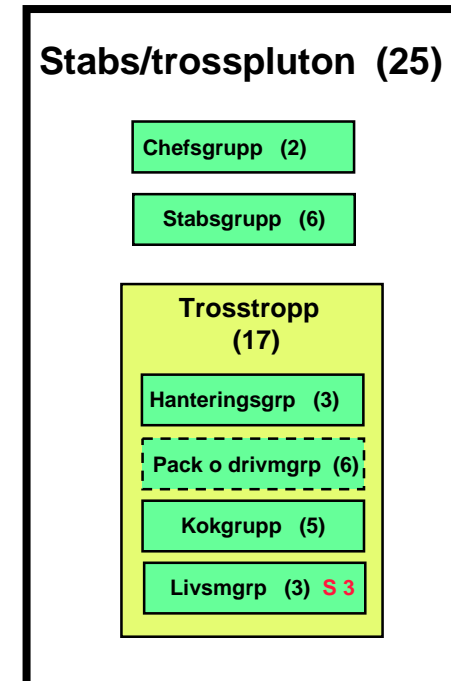 Stabs/trosspluton (25)
Chefsgrupp (2)
Stabsgrupp (6)
Trosstropp
(17)
Hanteringsgrp (3)
Pack o drivmgrp (6)
Kokgrupp (5)
Livsmgrp (3) S 3